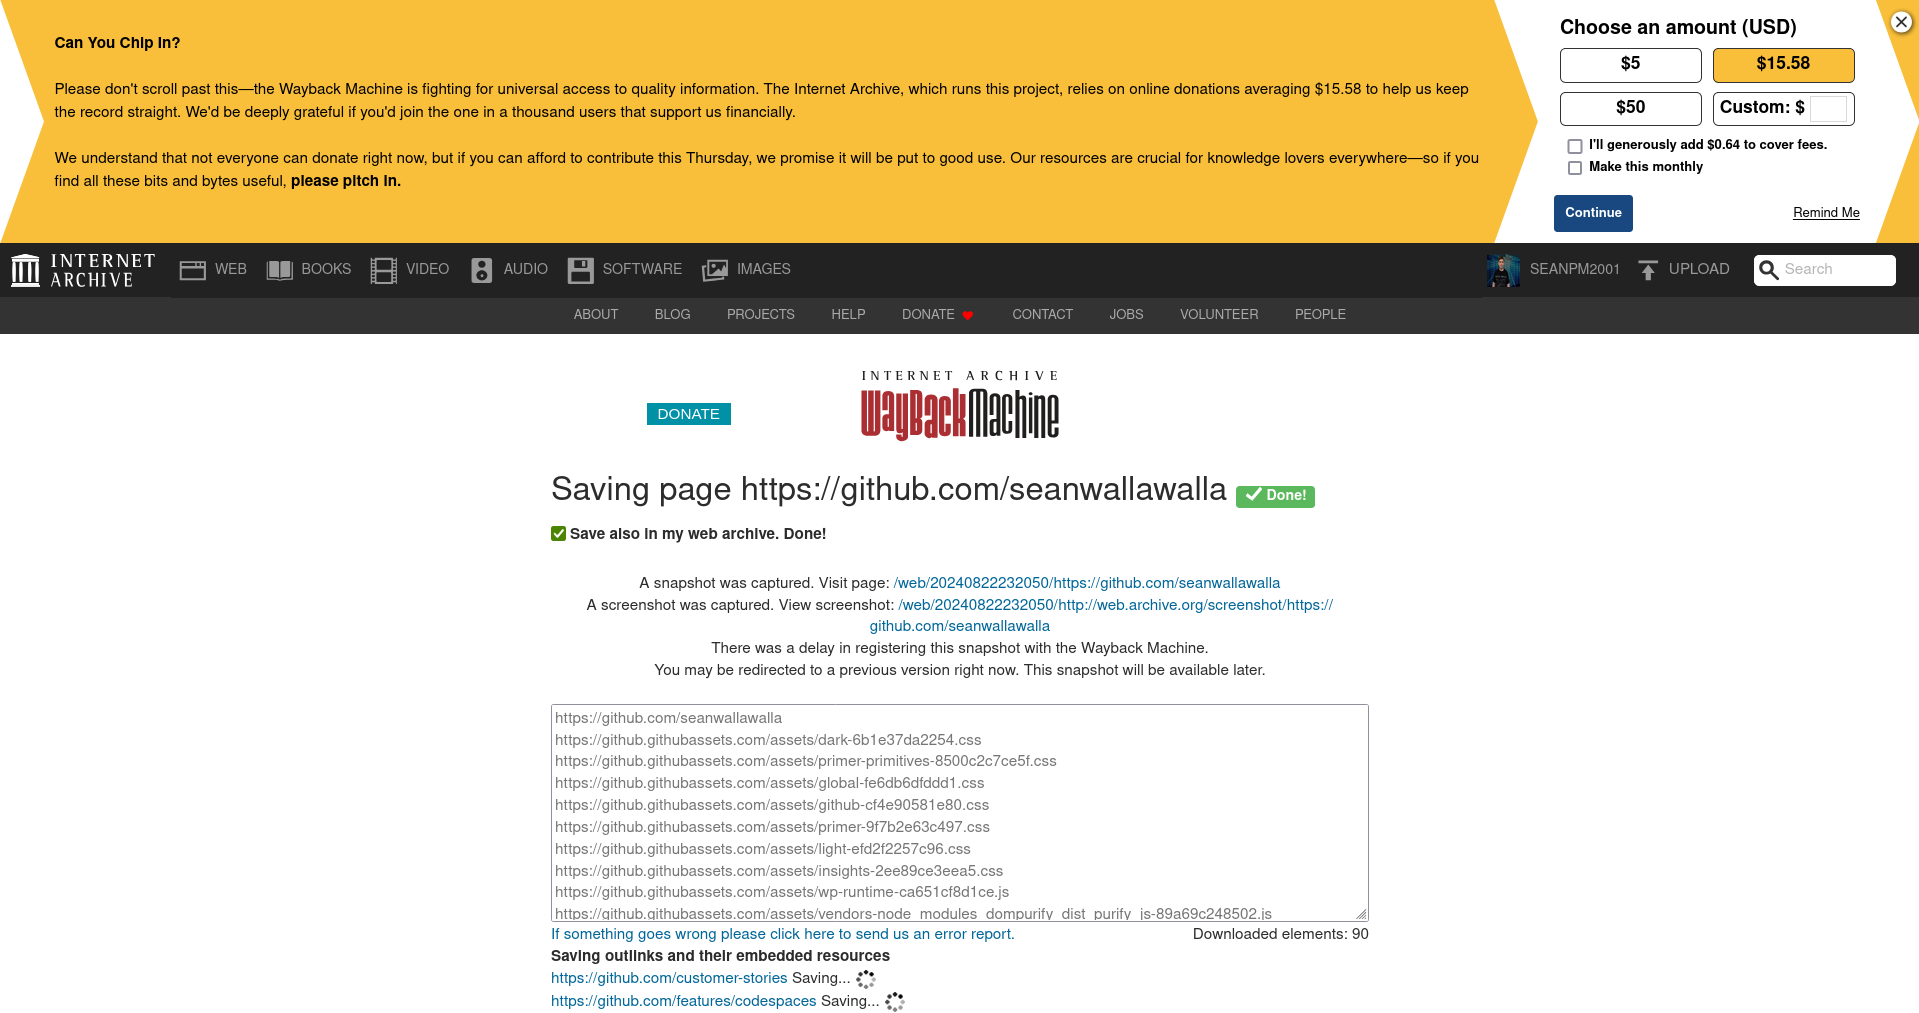 Can You Chip In?
Please don't scroll past this—the Wayback Machine is fighting for universal access to quality information. The Internet Archive, which runs this project, relies on online donations averaging $15.58 to help us keep
the record straight. We'd be deeply grateful if you'd join the one in a thousand users that support us financially.
We understand that not everyone can donate right now, but if you can afford to contribute this Thursday, we promise it will be put to good use. Our resources are crucial for knowledge lovers everywhere—so if you
find all these bits and bytes useful, please pitch in.
Choose an amount (USD)
$5
$15.58
$50
Custom: $
I'll generously add $0.64 to cover fees.
Make this monthly
Continue
Remind Me
INTERNET
ARCHIVE
WEB
BOOKS
VIDEO
AUDIO
SOFTWARE
IMAGES
SEANPM2001
UPLOAD
Search
ABOUT
BLOG
PROJECTS
HELP
DONATE
CONTACT
JOBS
VOLUNTEER
PEOPLE
DONATE
INTERNET ARCHIVE
WayBackMachine
Saving page https://github.com/seanwallawalla
Done!
Save also in my web archive. Done!
A snapshot was captured. Visit page: /web/20240822232050/https://github.com/seanwallawalla
A screenshot was captured. View screenshot: /web/20240822232050/http://web.archive.org/screenshot/https://
github.com/seanwallawalla
There was a delay in registering this snapshot with the Wayback Machine.
You may be redirected to a previous version right now. This snapshot will be available later.
https://github.com/seanwallawalla
https://github.githubassets.com/assets/dark-6b1e37da2254.css
https://github.githubassets.com/assets/primer-primitives-8500c2c7ce5f.css
https://github.githubassets.com/assets/global-fe6db6dfddd1.css
https://github.githubassets.com/assets/github-cf4e90581e80.css
https://github.githubassets.com/assets/primer-9f7b2e63c497.css
https://github.githubassets.com/assets/light-efd2f2257c96.css
https://github.githubassets.com/assets/insights-2ee89ce3eea5.css
https://github.githubassets.com/assets/wp-runtime-ca651cf8d1ce.js
https://github.githubassets.com/assets/vendors-node_modules_dompurify_dist_purify_js-89a69c248502.js
If something goes wrong please click here to send us an error report.
Downloaded elements: 90
Saving outlinks and their embedded resources
https://github.com/customer-stories Saving...
https://github.com/features/codespaces Saving...